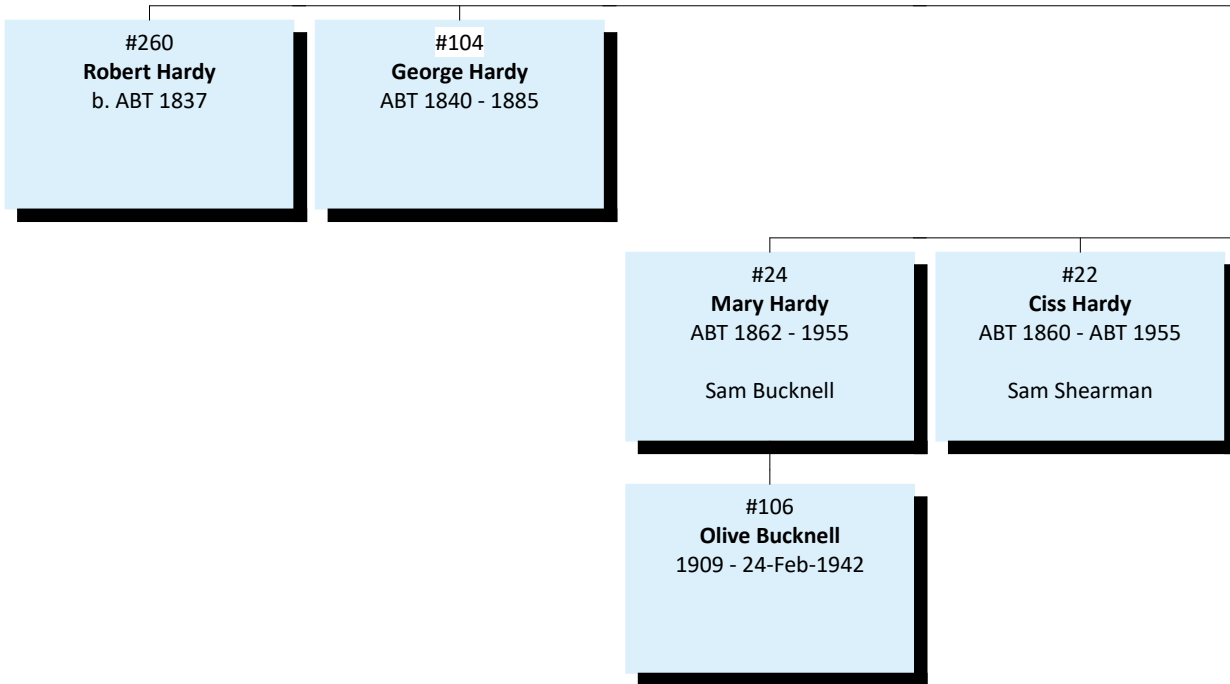 #260
Robert Hardy
b. ABT 1837
#104
George Hardy
ABT 1840 - 1885
#24
Mary Hardy
ABT 1862 - 1955
Sam Bucknell
#22
Ciss Hardy
ABT 1860 - ABT 1955
Sam Shearman
#106
Olive Bucknell
1909 - 24-Feb-1942